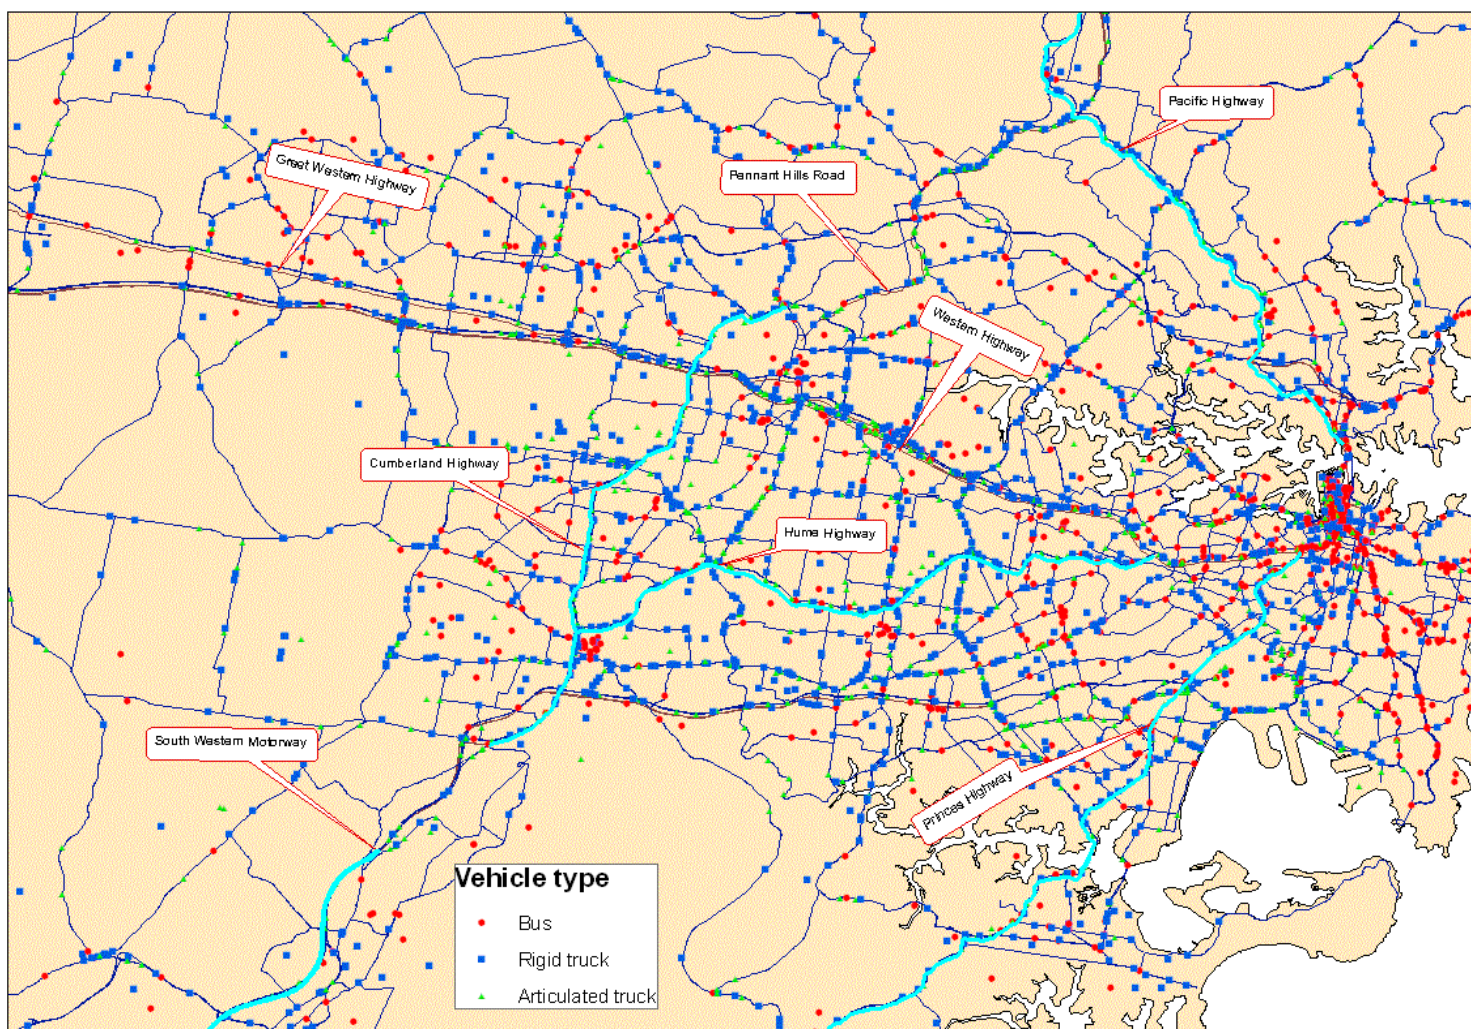 Pacific Highway
Great Western Highway
Pennant Hills Road
Western Highway
Cumberland Highway
Hume Highway
South Western Motorway
Princes Highway
Vehicle type
Bus
Rigid truck
Articulated truck